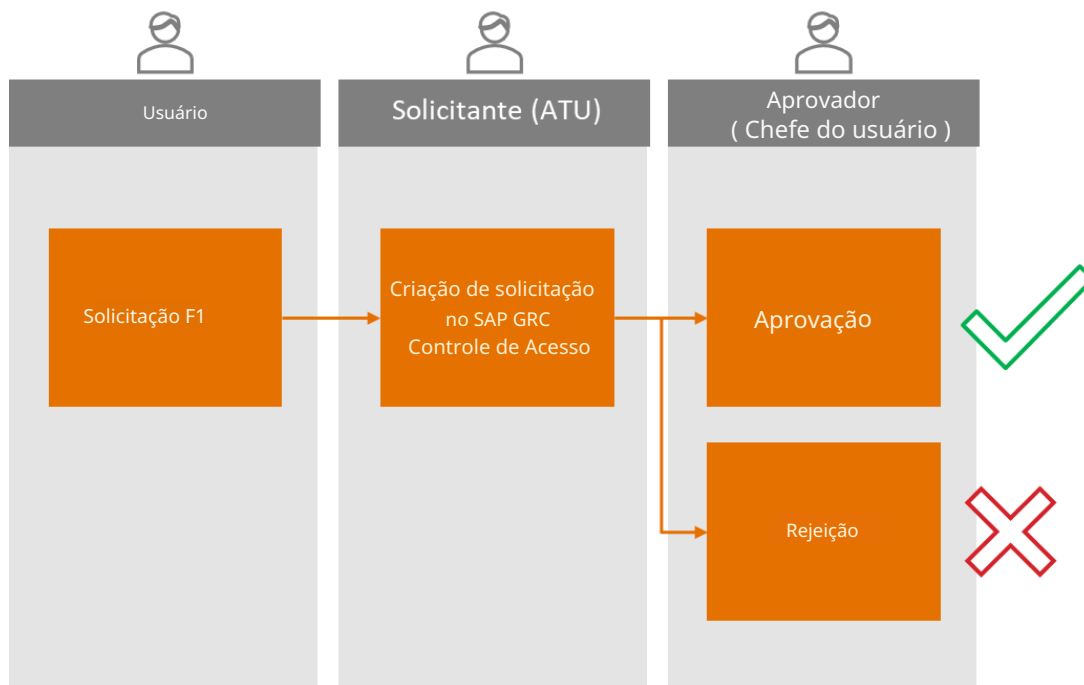 Usuário
Solicitante (ATU)
Aprovador
( Chefe do usuário )
Solicitação F1
Criação de solicitação
no SAP GRC
Controle de Acesso
Aprovação
Rejeição